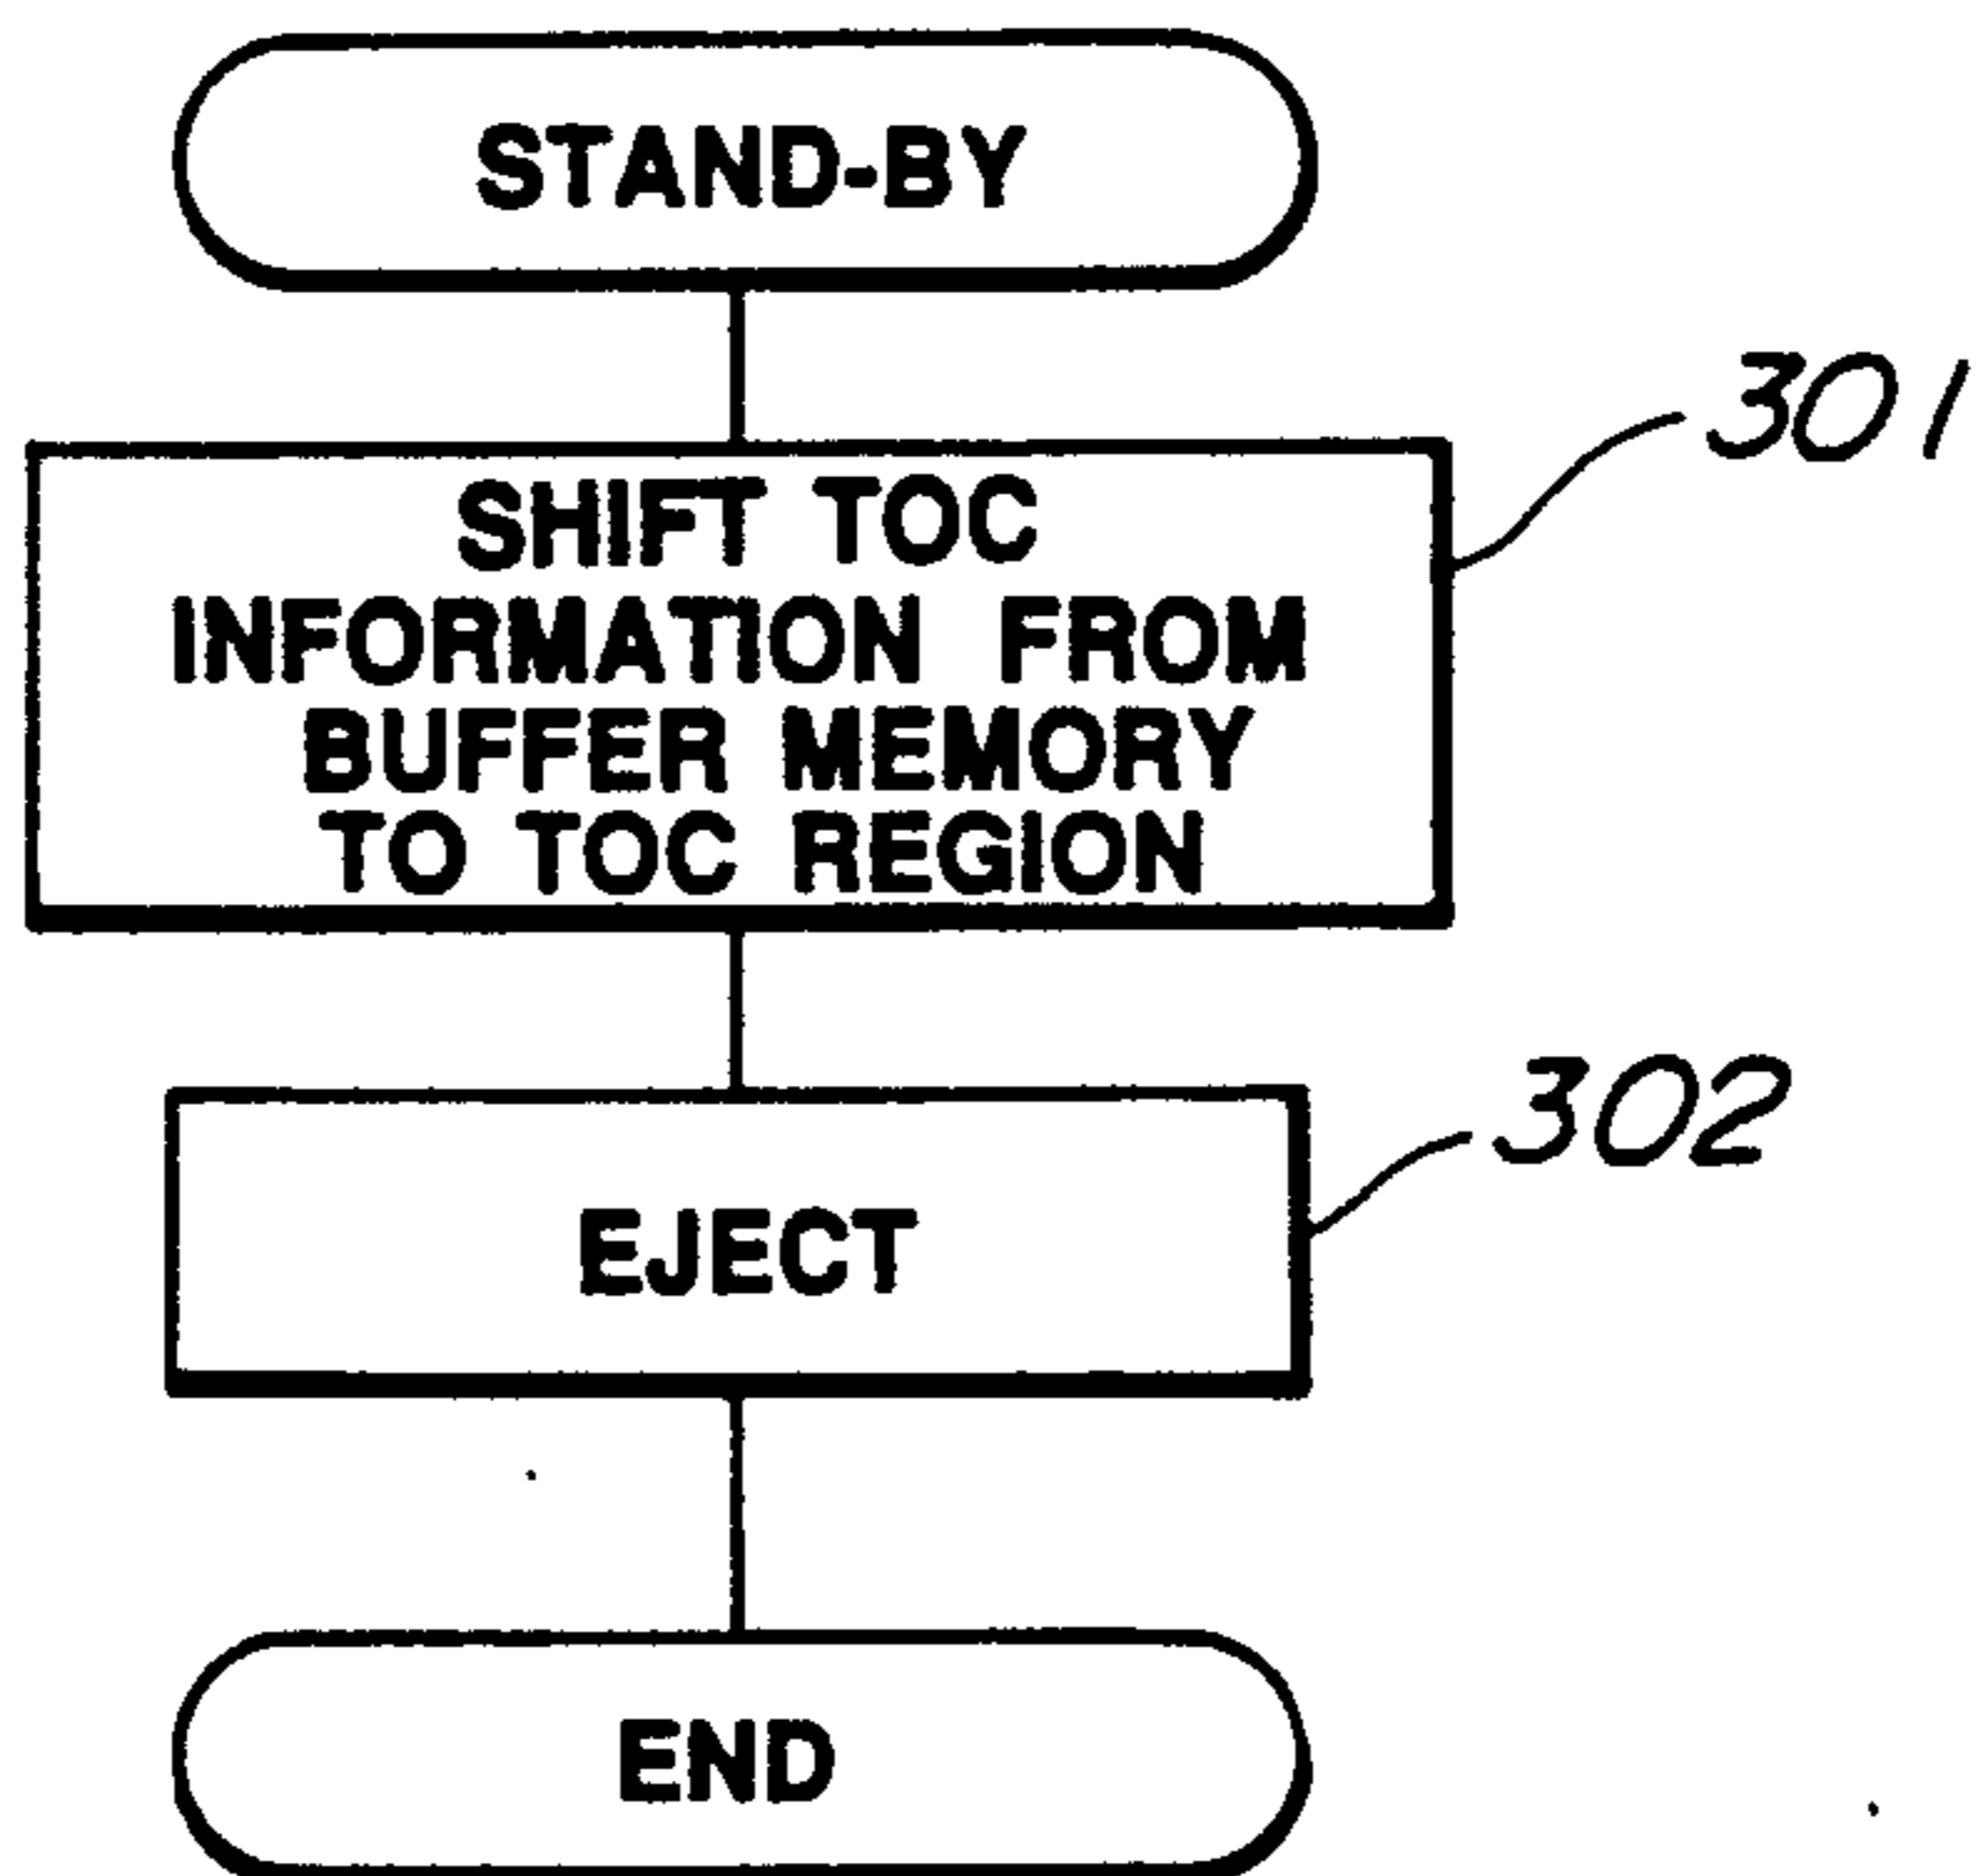 STAND-BY
301
SHIFT TOC
INFORMATION FROM
BUFFER MEMORY
TO TOC REGION
302
EJECT
END